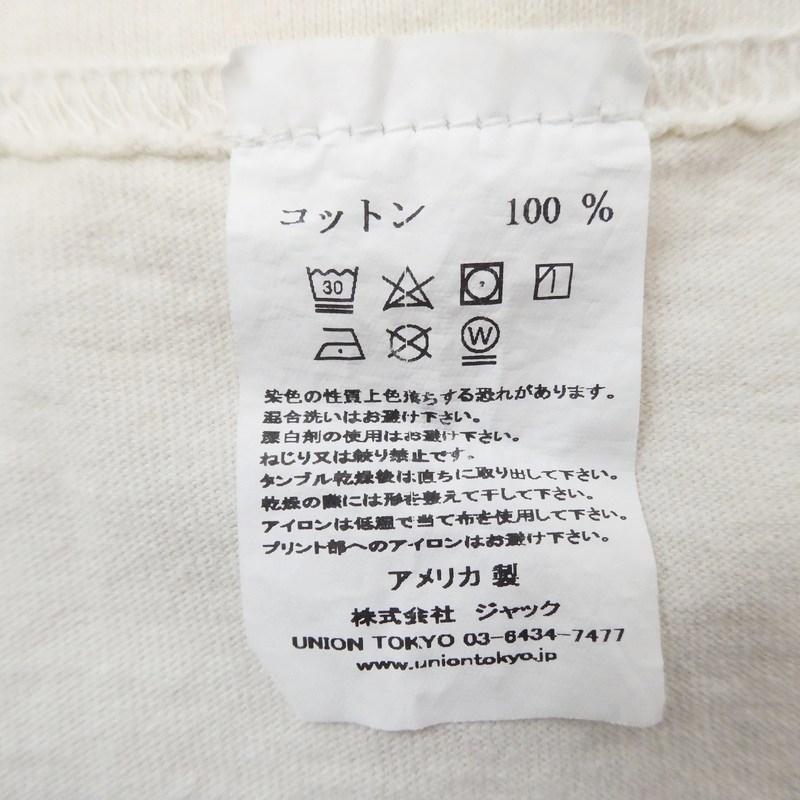 コットン 100 %
30
W
染色の性質上色落ちする恐れがあります。
混合洗いはお避け下さい。
漂白剤の使用はお避け下さい。
ねじり又は絞り禁止です。
タンブル乾燥後は直ちに取り出して下さい。
乾燥の際には形を整えて干して下さい。
アイロンは低温で当て布を使用して下さい。
プリント部へのアイロンはお避け下さい。
アメリカ 製
株式会社 ジャック
UNION TOKYO 03-6434-7477
www.uniontokyo.jp